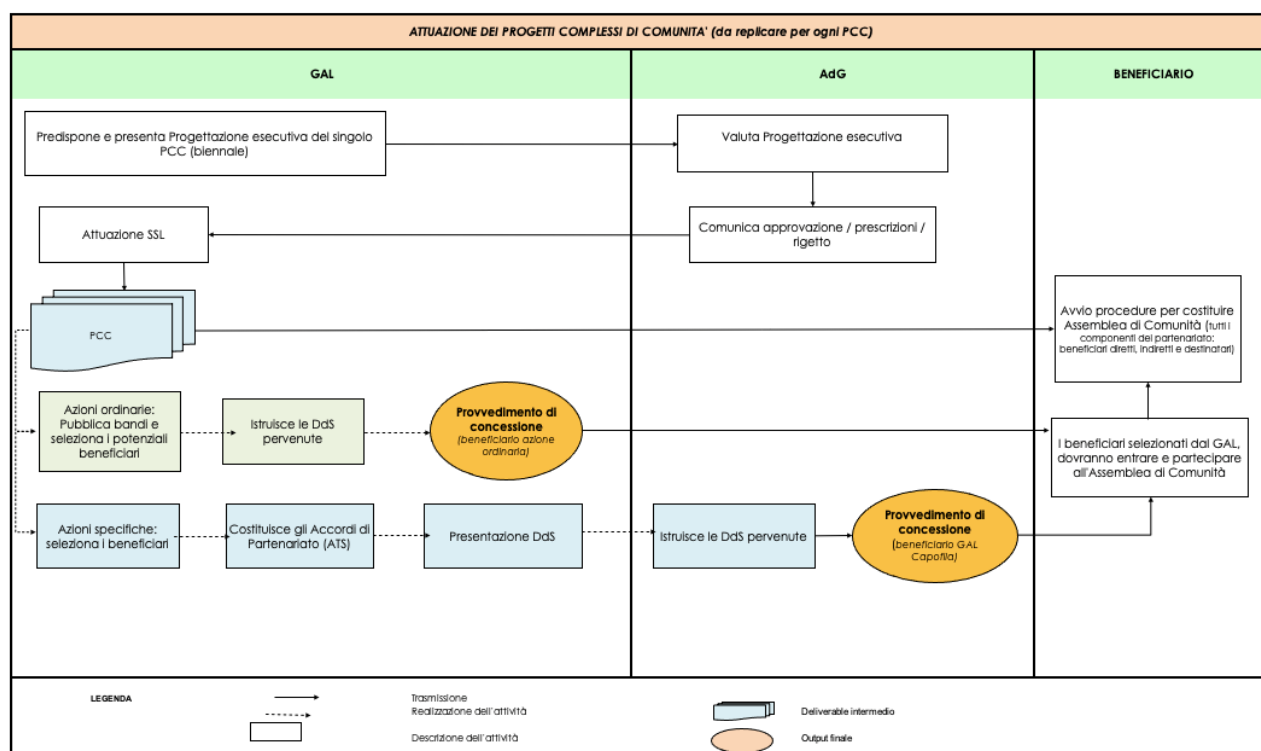 ATTUAZIONE DEI PROGETTI COMPLESSI DI COMUNITA' (da replicare per ogni PCC)
GAL
AdG
BENEFICIARIO
Predispone e presenta Progettazione esecutiva del singolo
PCC (biennale)
Valuta Progettazione esecutiva
Attuazione SSL
Comunica approvazione / prescrizioni /
rigetto
PCC
Avvio procedure per costituire
Assemblea di Comunità (tutti i
componenti del partenariato:
beneficiari diretti, indiretti e destinatari)
Azioni ordinarie:
Pubblica bandi e
seleziona i potenziali
beneficiari
Istruisce le DdS
pervenute
Provvedimento di
concessione
(beneficiario azione
ordinaria)
I beneficiari selezionati dal GAL,
dovranno entrare e partecipare
all'Assemblea di Comunità
Azioni specifiche:
seleziona i beneficiari
Costituisce gli Accordi di
Partenariato (ATS)
Presentazione DdS
Istruisce le DdS pervenute
Provvedimento di
concessione
(beneficiario GAL
Capofila)
LEGENDA
Trasmissione
Realizzazione dell'attività
Descrizione dell'attività
Deliverable intermedio
Output finale